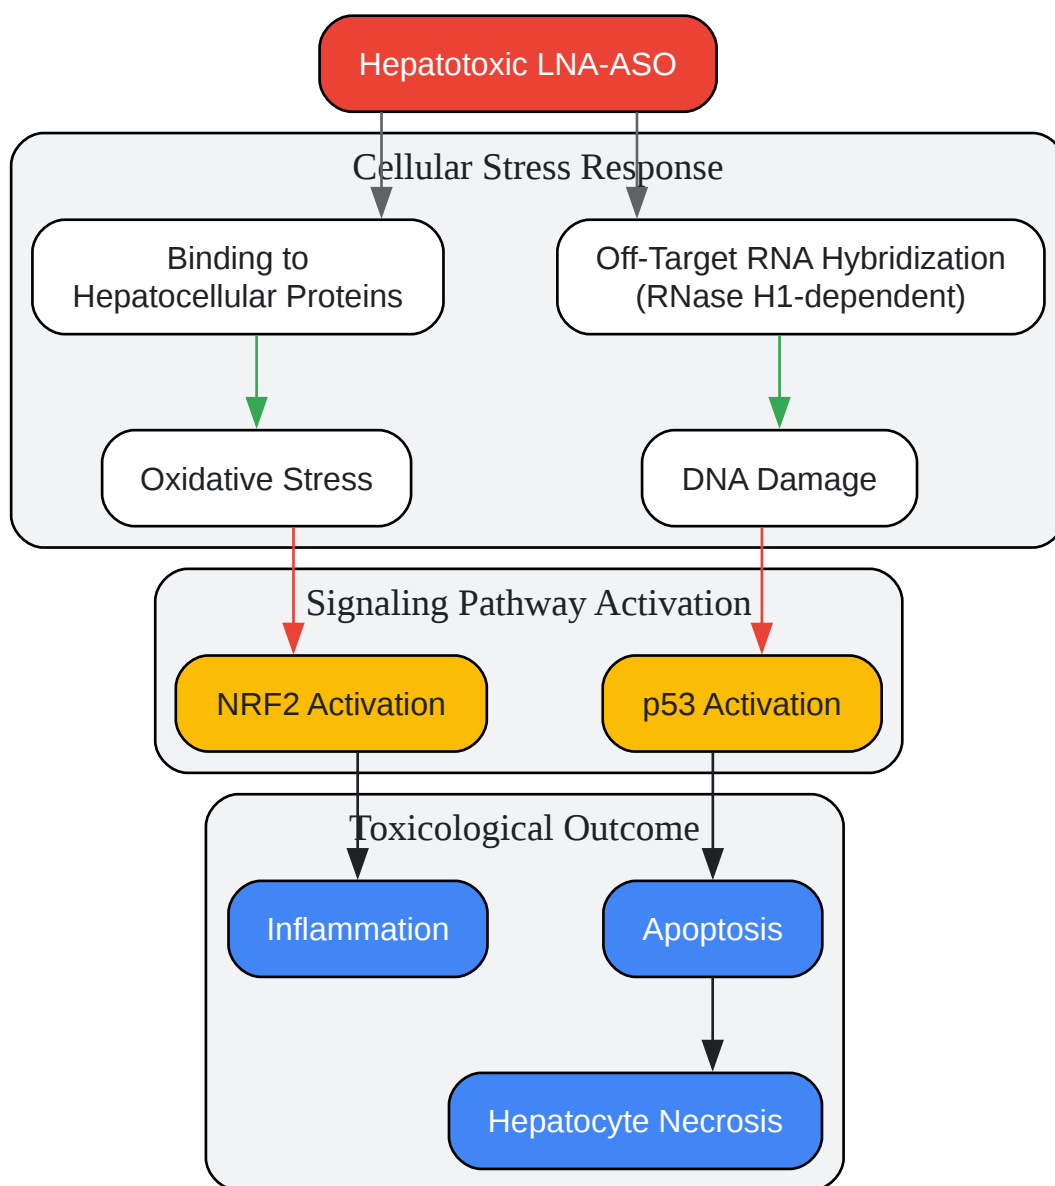 Hepatotoxic LNA-ASO
Cellular Stress Response
Binding to
Hepatocellular Proteins
Off-Target RNA Hybridization
(RNase H1-dependent)
Oxidative Stress
DNA Damage
Signaling Pathway Activation
NRF2 Activation
p53 Activation
Toxicological Outcome
Inflammation
Apoptosis
Hepatocyte Necrosis